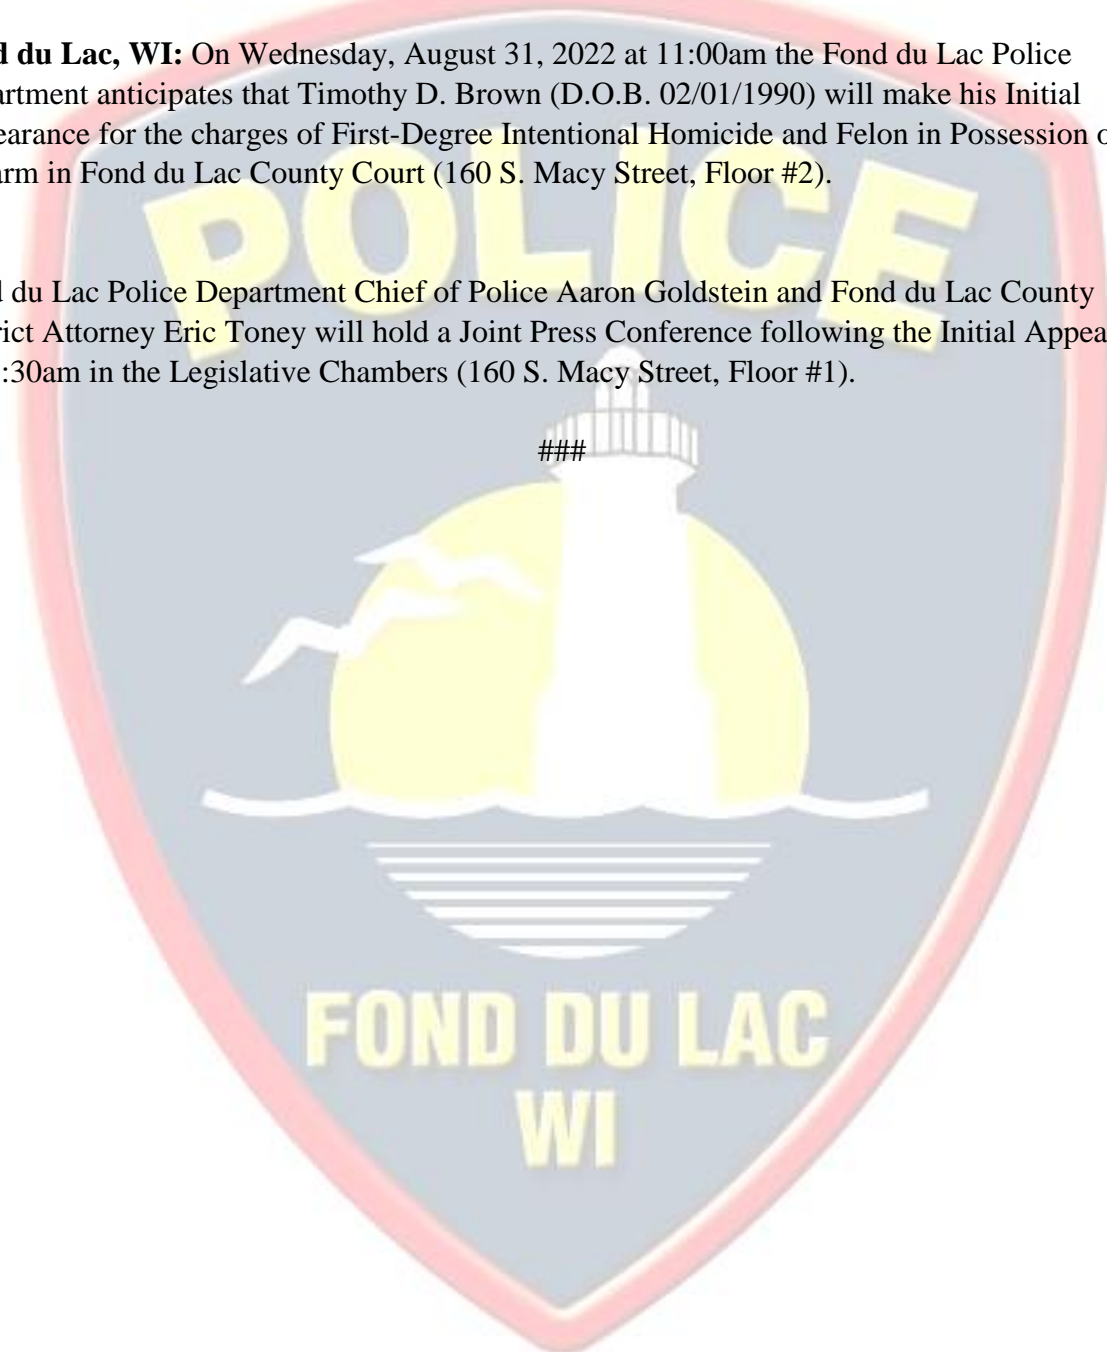 d du Lac, WI: On Wednesday, August 31, 2022 at 11:00am the Fond du Lac Police
artment anticipates that Timothy D. Brown (D.O.B. 02/01/1990) will make his Initial
earance for the charges of First-Degree Intentional Homicide and Felon in Possession o
arm in Fond du Lac County Court (160 S. Macy Street, Floor #2).
POLICE
d du Lac Police Department Chief of Police Aaron Goldstein and Fond du Lac County
rict Attorney Eric Toney will hold a Joint Press Conference following the Initial Appea
:30am in the Legislative Chambers (160 S. Macy Street, Floor #1).
###
FOND DU LAC
WI